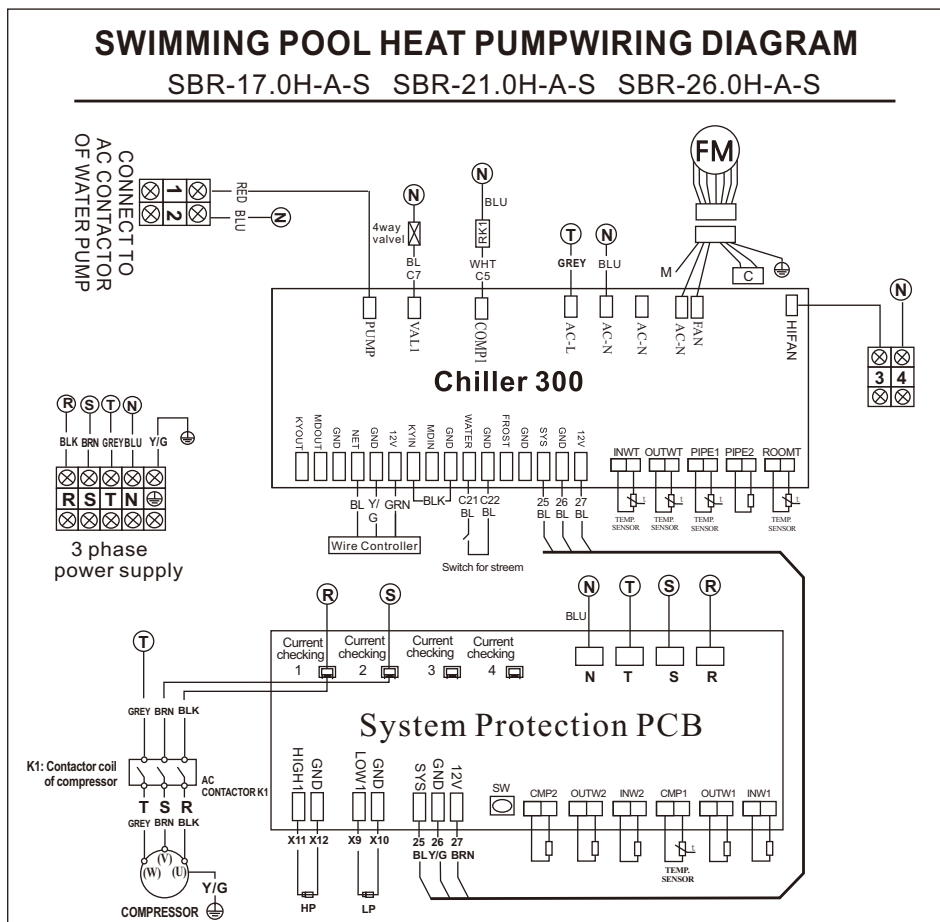 SWIMMING POOL HEAT PUMPWIRING DIAGRAM
SBR-17.0H-A-S SBR-21.0H-A-S SBR-26.0H-A-S
CONNECT TO
AC CONTACTOR
OF WATER PUMP
1
2
RED
BLU
N
4way
valvel
N
BL
C7
N
BLU
RK1
WHT
C5
T
GREY
N
BLU
FM
M
C
PUMP
VAL1
COMP1
AC-L
AC-N
AC-N
AC-N
FAN
HIFAN
N
3 4
Chiller 300
KYOUT
MDOUT
GND
NET
GND
12V
KYIN
MDIN
GND
WATER
GND
FROST
GND
SYS
GND
12V
INWT OUTWT PIPE1 PIPE2 ROOMT
t t t t
TEMP.
SENSOR
TEMP.
SENSOR
TEMP.
SENSOR
TEMP.
SENSOR
BL
Y/
G
GRN
BLK
C21
BL
C22
BL
25
BL
26
BL
27
BL
Wire Controller
Switch for streem
R S T N
BLK BRN GREY BLU Y/G
R S T N
3 phase
power supply
R S
N T S R
BLU
Current
checking
1
Current
checking
2
Current
checking
3
Current
checking
4
N T S R
System Protection PCB
T
GREY BRN BLK
K1: Contactor coil
of compressor
AC
CONTACTOR K1
T S R
GREY BRN BLK
(W) (V) (U)
Y/G
COMPRESSOR
HIGH1
GND
LOW1
GND
SYS
GND
12V
SW
CMP2 OUTW2 INW2 CMP1 OUTW1 INW1
X11 X12
X9 X10
25 26 27
BL Y/G BRN
HP
LP
t
TEMP.
SENSOR